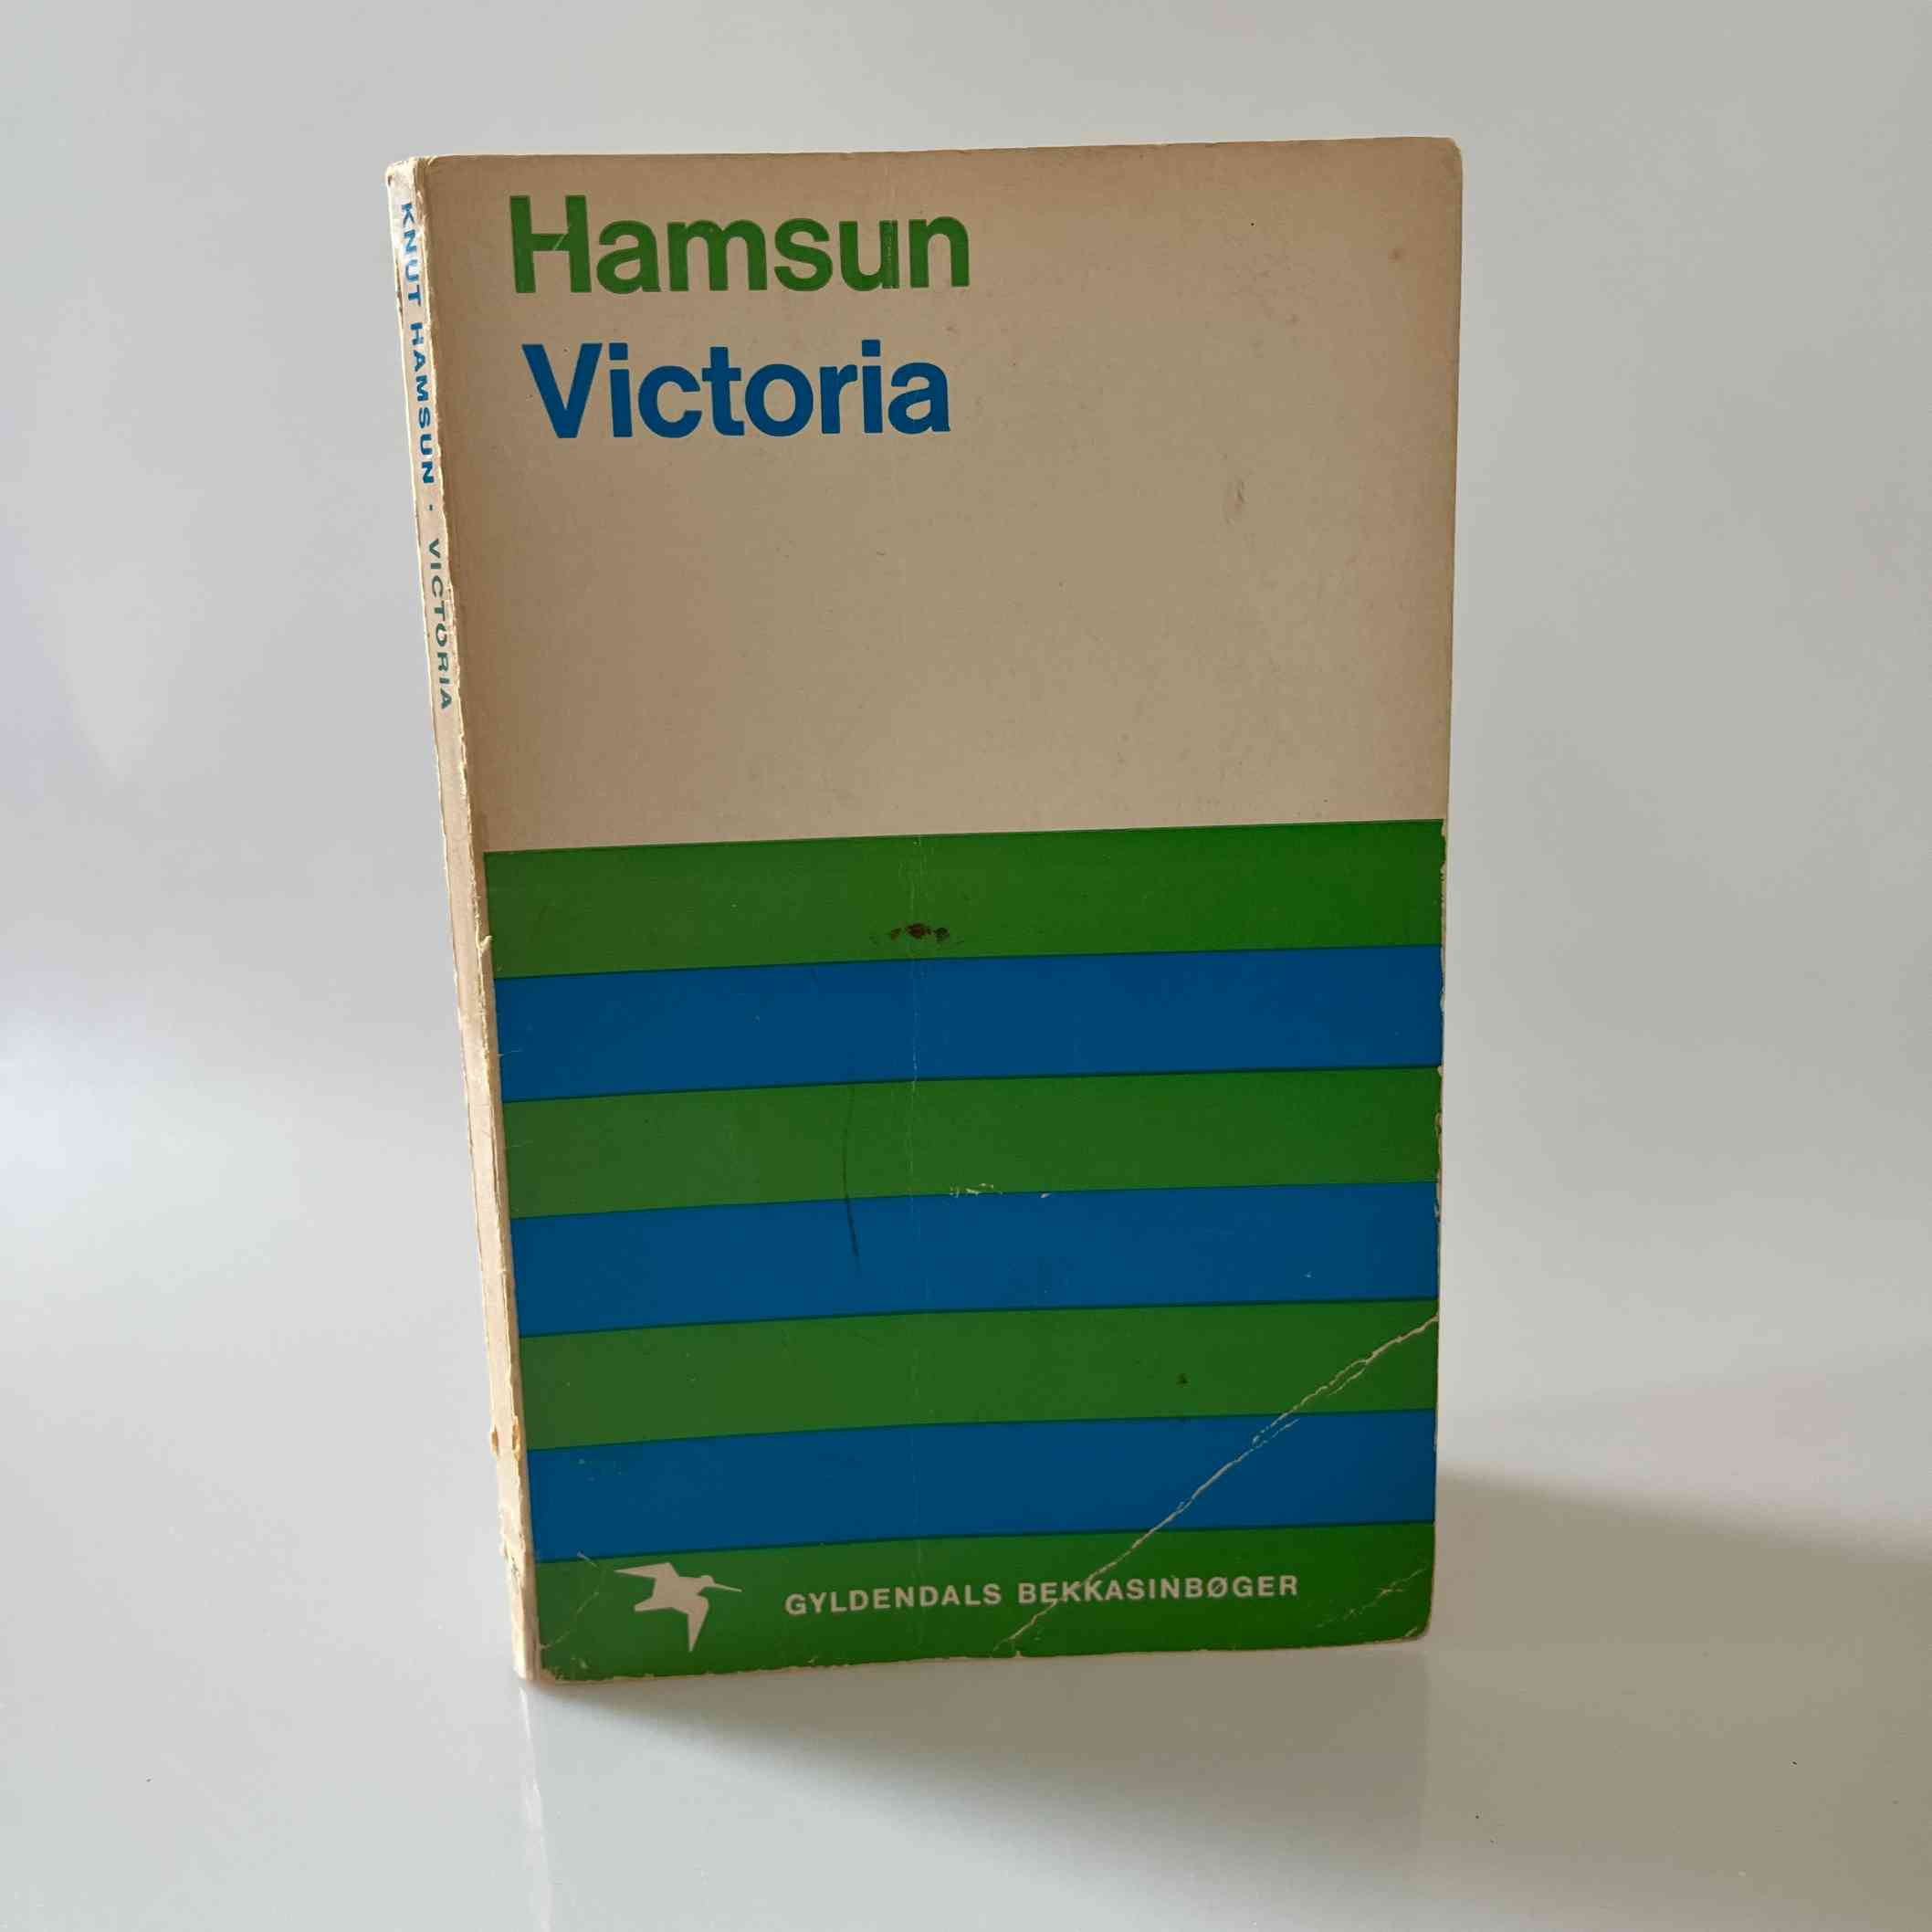 KNUT HAMSUN · VICTORIA
Hamsun
Victoria
GYLDENDALS BEKKASINBØGER